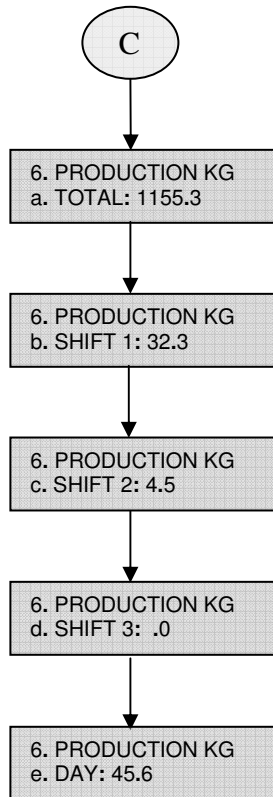 C
6. PRODUCTION KG
a. TOTAL: 1155.3
6. PRODUCTION KG
b. SHIFT 1: 32.3
6. PRODUCTION KG
c. SHIFT 2: 4.5
6. PRODUCTION KG
d. SHIFT 3:  .0
6. PRODUCTION KG
e. DAY: 45.6